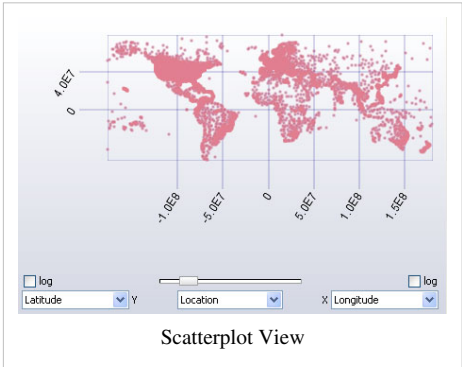 4.0E7
0
-1.0E8
-5.0E7
0
5.0E7
1.0E8
1.5E8
log
log
Latitude
Y
Location
X
Longitude
Scatterplot View